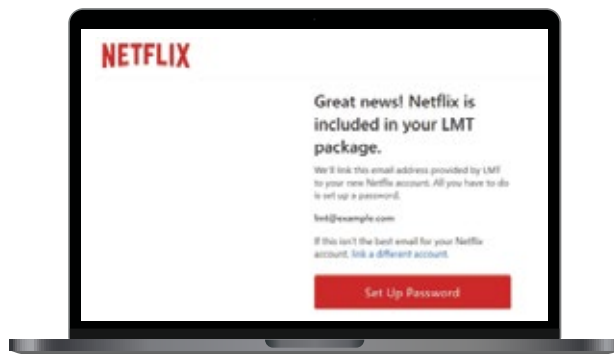 NETFLIX
Great news! Netflix is
included in your LMT
package.
We'll link this email address provided by LMT
to your new Netflix account. All you have to do
is set up a password.
lmt@example.com
If this isn't the best email for your Netflix
account, link a different account.
Set Up Password